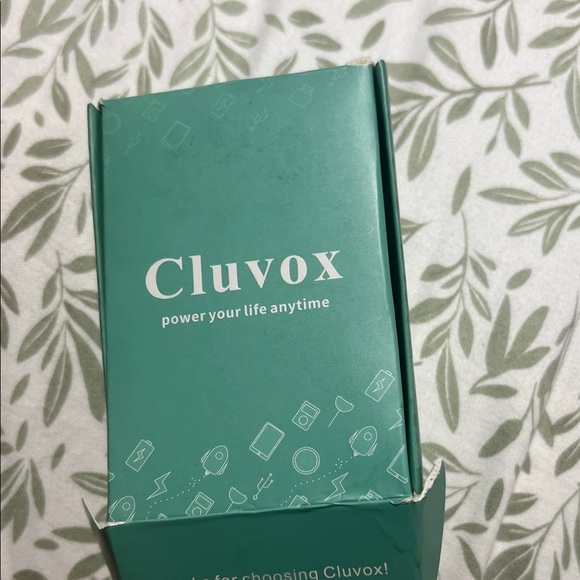 Cluvox
power your life anytime
for choosing Cluvox!